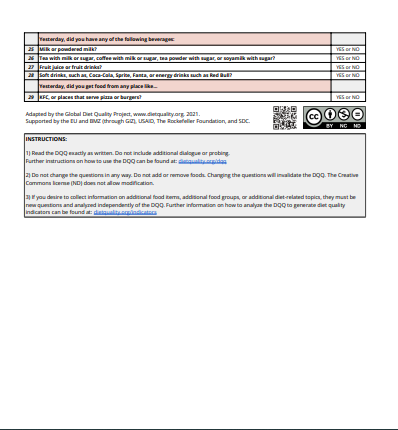 Yesterday, did you have any of the following beverages:
25 Milk or powdered milk? YES or NO
26 Tea with milk or sugar, coffee with milk or sugar, tea powder with sugar, or soyamilk with sugar? YES or NO
27 Fruit juice or fruit drinks? YES or NO
28 Soft drinks, such as, Coca-Cola, Sprite, Fanta, or energy drinks such as Red Bull? YES or NO
Yesterday, did you get food from any place like...
29 KFC, or places that serve pizza or burgers? YES or NO
Adapted by the Global Diet Quality Project, www.dietquality.org, 2021.
Supported by the EU and BMZ (through GIZ), USAID, The Rockefeller Foundation, and SDC.
cc BY NC ND
INSTRUCTIONS:
1) Read the DQQ exactly as written. Do not include additional dialogue or probing.
Further instructions on how to use the DQQ can be found at: dietquality.org/dqq
2) Do not change the questions in any way. Do not add or remove foods. Changing the questions will invalidate the DQQ. The Creative
Commons license (ND) does not allow modification.
3) If you desire to collect information on additional food items, additional food groups, or additional diet-related topics, they must be
new questions and analyzed independently of the DQQ. Further information on how to analyze the DQQ to generate diet quality
indicators can be found at: dietquality.org/indicators